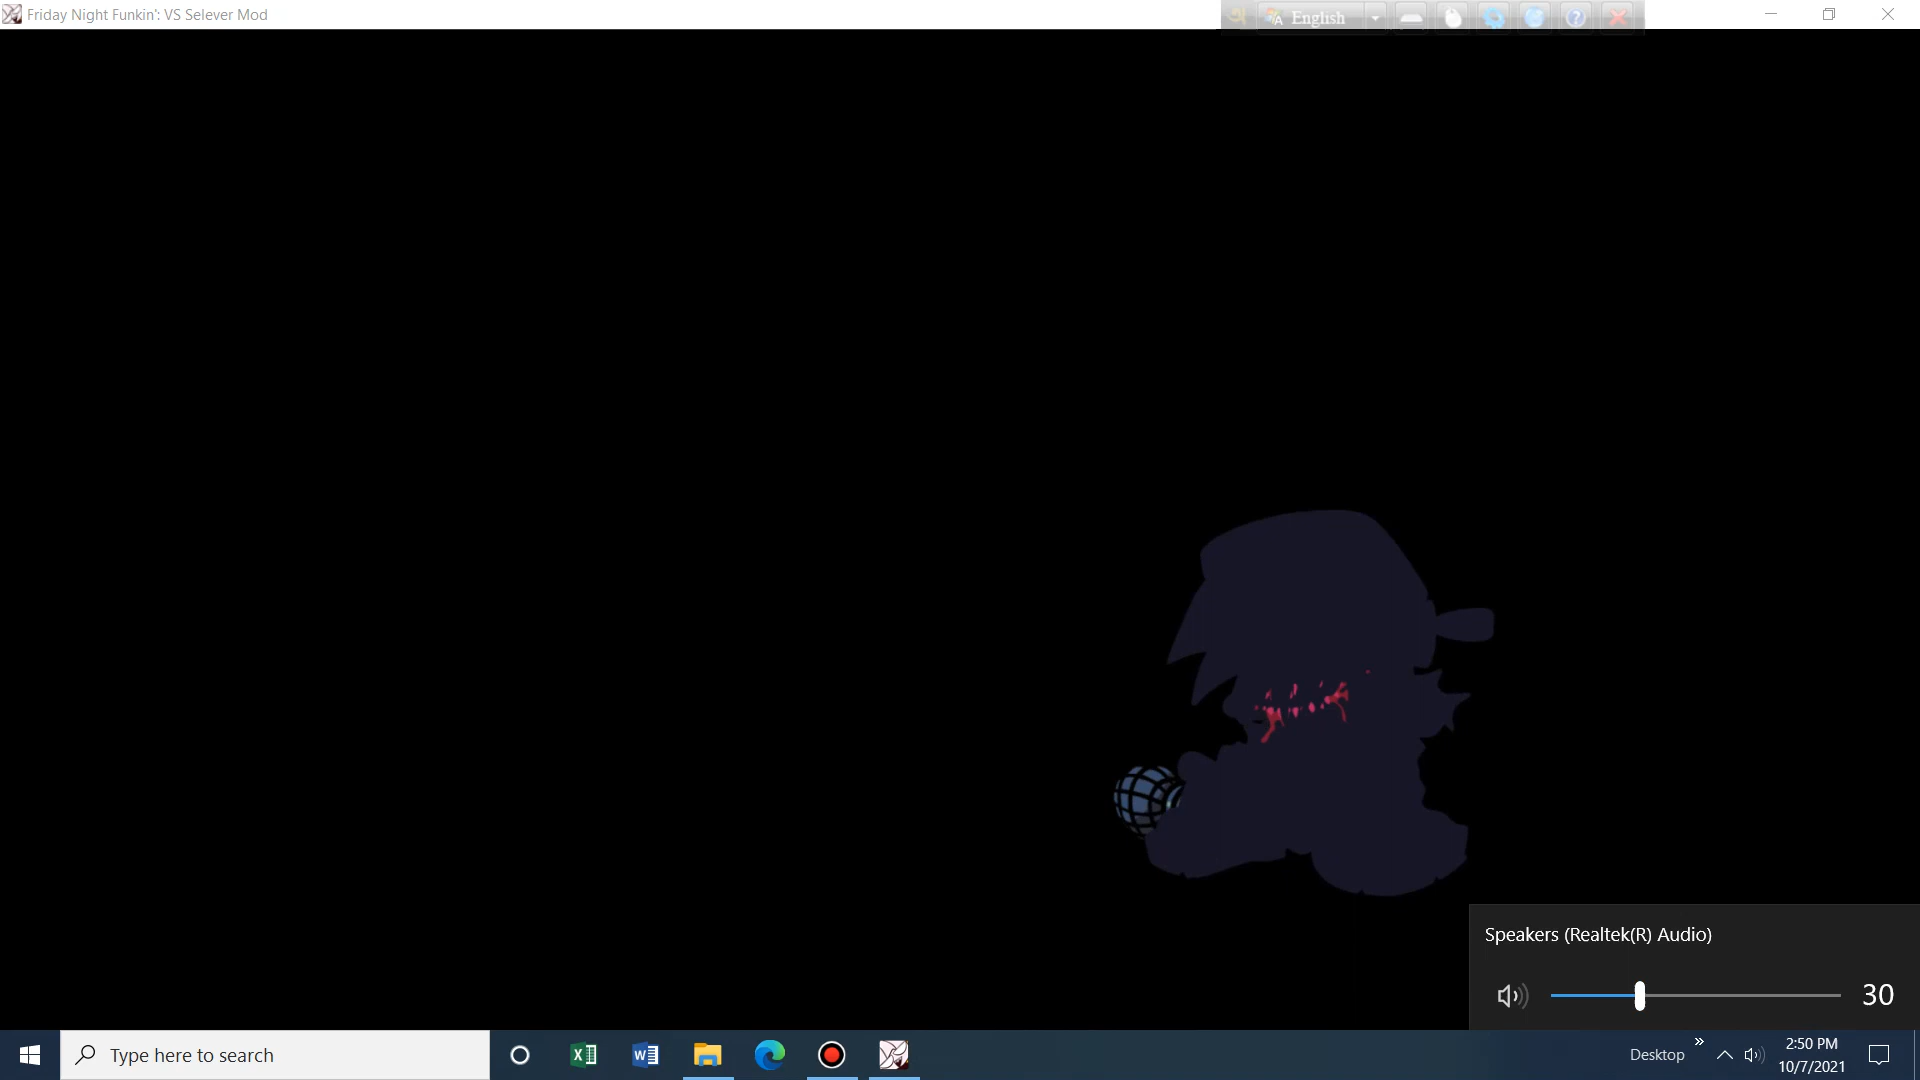 Friday Night Funkin': VS Selever Mod
English
Speakers (Realtek(R) Audio)
30
Type here to search
Desktop
2:50 PM
10/7/2021